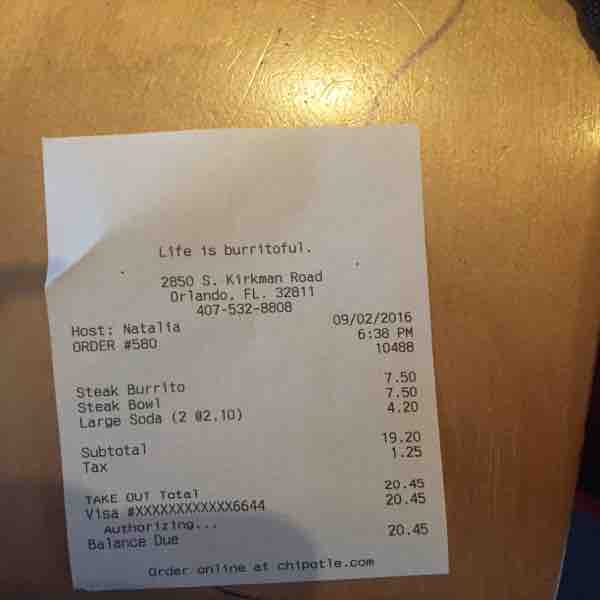 Life is burritoful.
2850 S. Kirkman Road
Orlando, FL. 32811
407-532-8808
Host: Natalia 09/02/2016
ORDER #580 6:38 PM
10488
Steak Burrito 7.50
Steak Bowl 7.50
Large Soda (2 @2.10) 4.20
Subtotal 19.20
Tax 1.25
TAKE OUT Total 20.45
Visa #XXXXXXXXXXXX6644 20.45
Authorizing...
Balance Due 20.45
Order online at chipotle.com